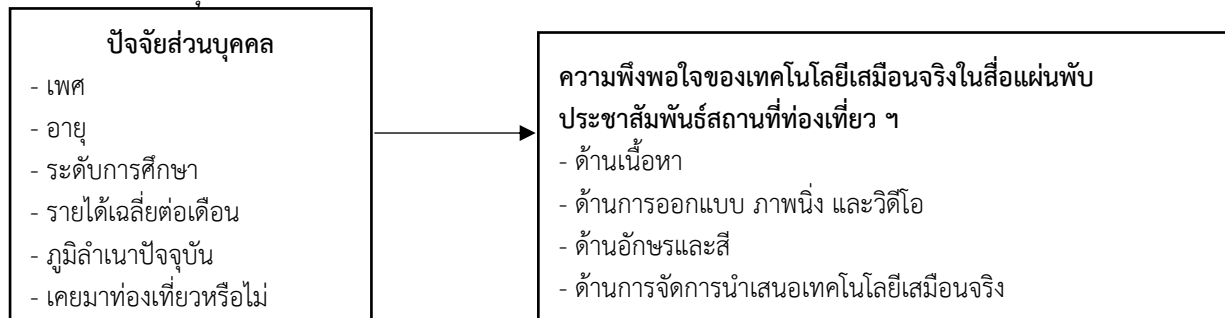 ปัจจัยส่วนบุคคล
- เพศ
- อายุ
- ระดับการศึกษา
- รายได้เฉลี่ยต่อเดือน
- ภูมิลำเนาปัจจุบัน
- เคยมาท่องเที่ยวหรือไม่
ความพึงพอใจของเทคโนโลยีเสมือนจริงในสื่อแผ่นพับ
ประชาสัมพันธ์สถานที่ท่องเที่ยว ฯ
- ด้านเนื้อหา
- ด้านการออกแบบ ภาพนิ่ง และวิดีโอ
- ด้านอักษรและสี
- ด้านการจัดการนำเสนอเทคโนโลยีเสมือนจริง